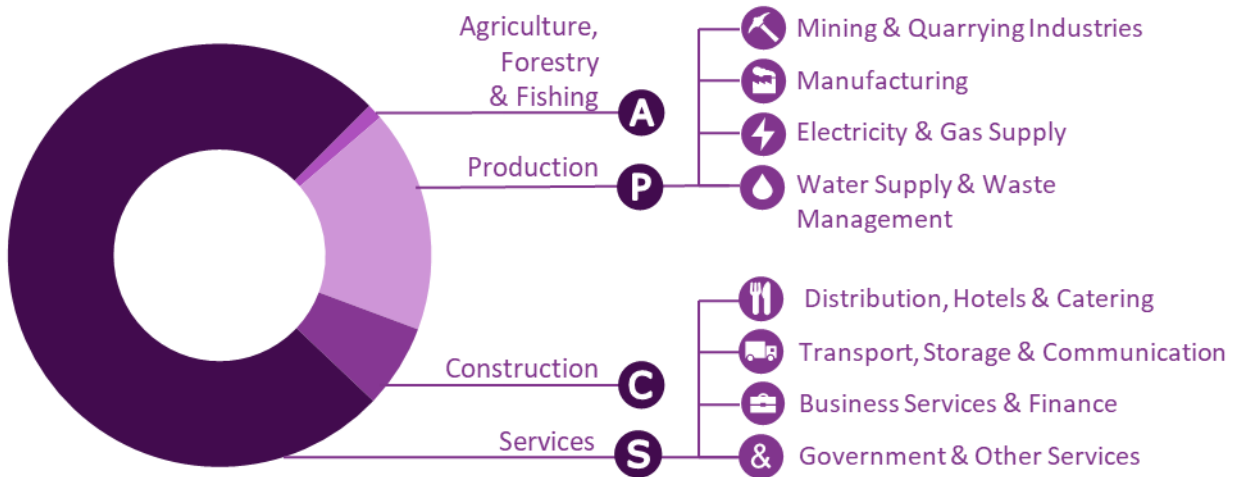 Agriculture,
Forestry
& Fishing
A
Production
P
Mining & Quarrying Industries
Manufacturing
Electricity & Gas Supply
Water Supply & Waste
Management
Construction
C
Services
S
Distribution, Hotels & Catering
Transport, Storage & Communication
Business Services & Finance
& Government & Other Services